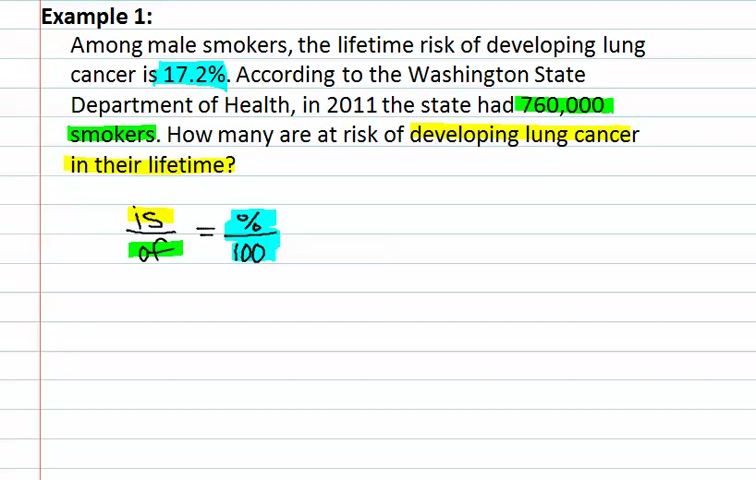 Example 1:
Among male smokers, the lifetime risk of developing lung
cancer is 17.2%. According to the Washington State
Department of Health, in 2011 the state had 760,000
smokers. How many are at risk of developing lung cancer
in their lifetime?
is = %
of 100